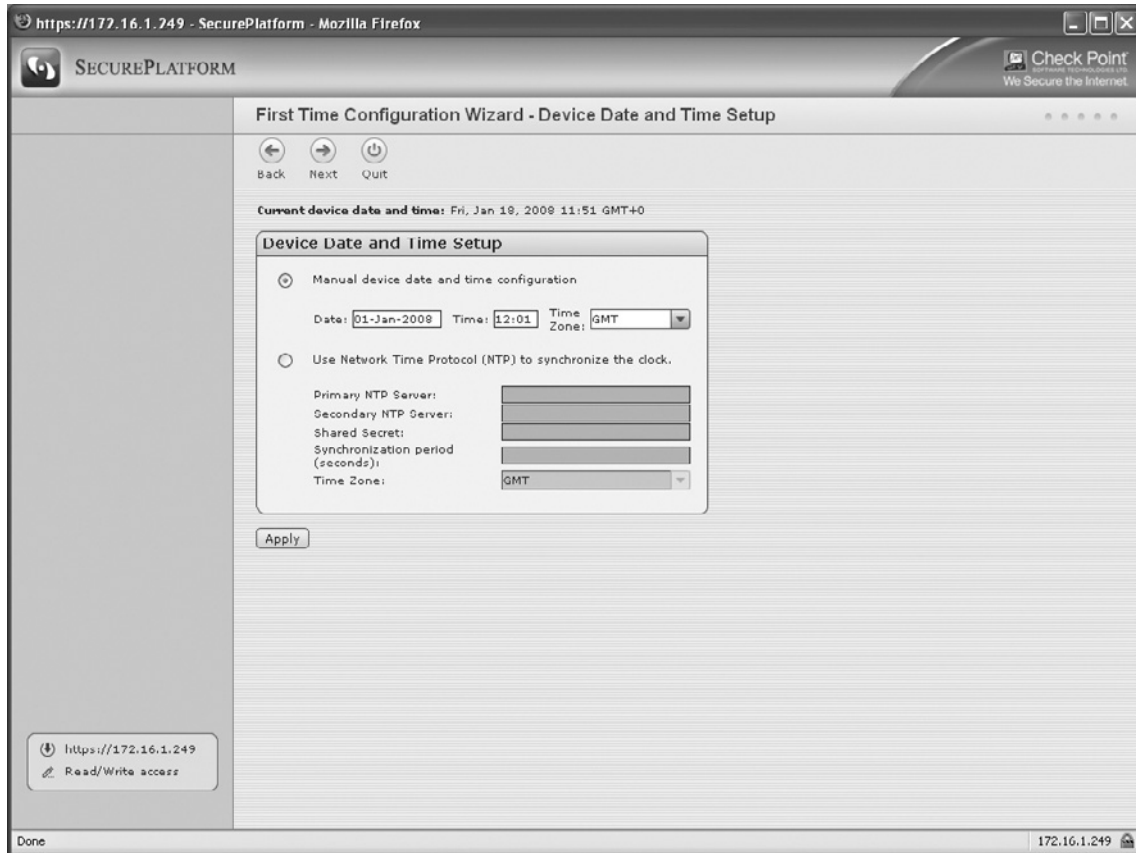 https://172.16.1.249 - SecurePlatform - Mozilla Firefox
SECUREPLATFORM
Check Point
SOFTWARE TECHNOLOGIES LTD.
We Secure the Internet.
First Time Configuration Wizard - Device Date and Time Setup
Back Next Quit
Current device date and time: Fri, Jan 18, 2008 11:51 GMT+0
Device Date and Time Setup
Manual device date and time configuration
Date: 01-Jan-2008 Time: 12:01 Time Zone: GMT
Use Network Time Protocol (NTP) to synchronize the clock.
Primary NTP Server:
Secondary NTP Server:
Shared Secret:
Synchronization period
(seconds):
Time Zone: GMT
Apply
https://172.16.1.249
Read/Write access
Done 172.16.1.249